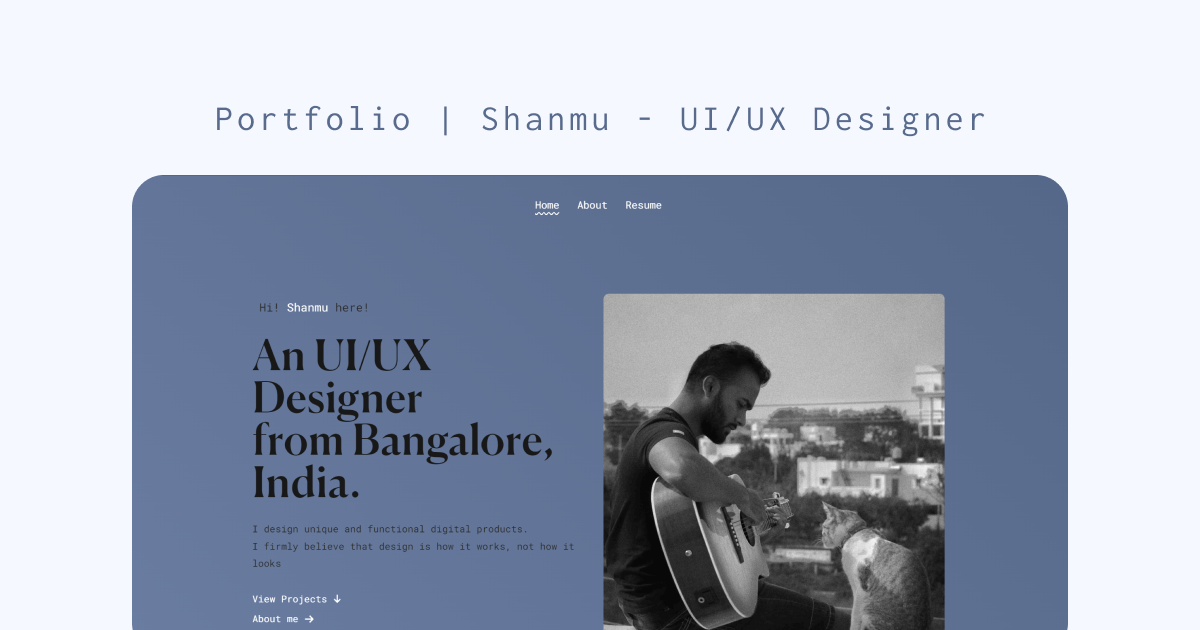 Portfolio | Shanmu - UI/UX Designer
Home About Resume
Hi! Shanmu here!
An UI/UX
Designer
from Bangalore,
India.
I design unique and functional digital products.
I firmly believe that design is how it works, not how it
looks
View Projects ↓
About me →